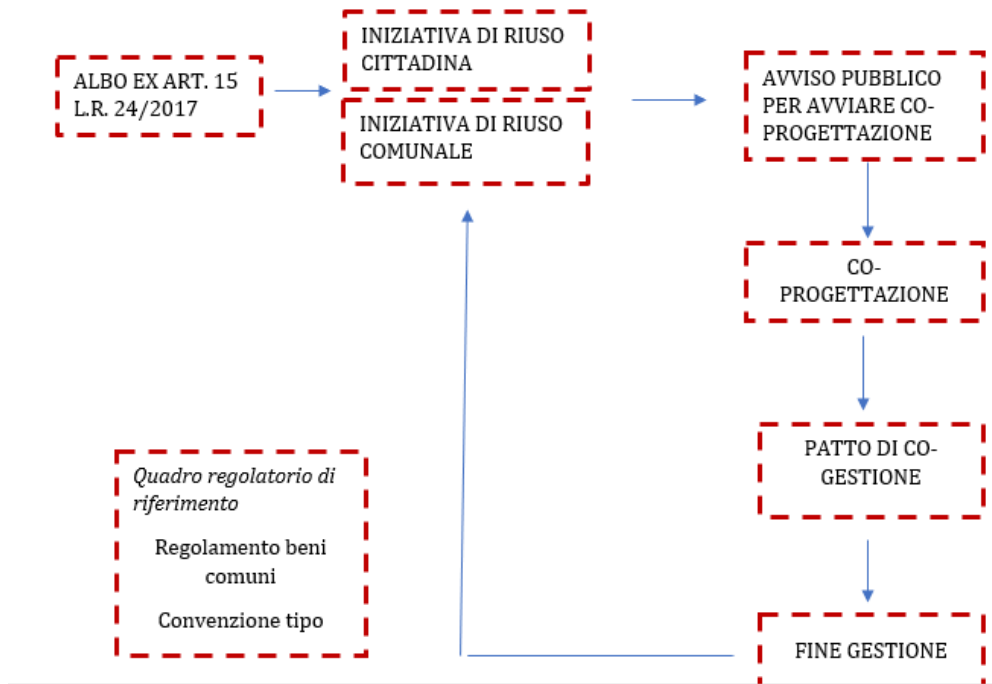 ALBO EX ART. 15
L.R. 24/2017
INIZIATIVA DI RIUSO
CITTADINA
INIZIATIVA DI RIUSO
COMUNALE
AVVISO PUBBLICO
PER AVVIARE CO-
PROGETTAZIONE
CO-
PROGETTAZIONE
PATTO DI CO-
GESTIONE
FINE GESTIONE
Quadro regolatorio di
riferimento
Regolamento beni
comuni
Convenzione tipo